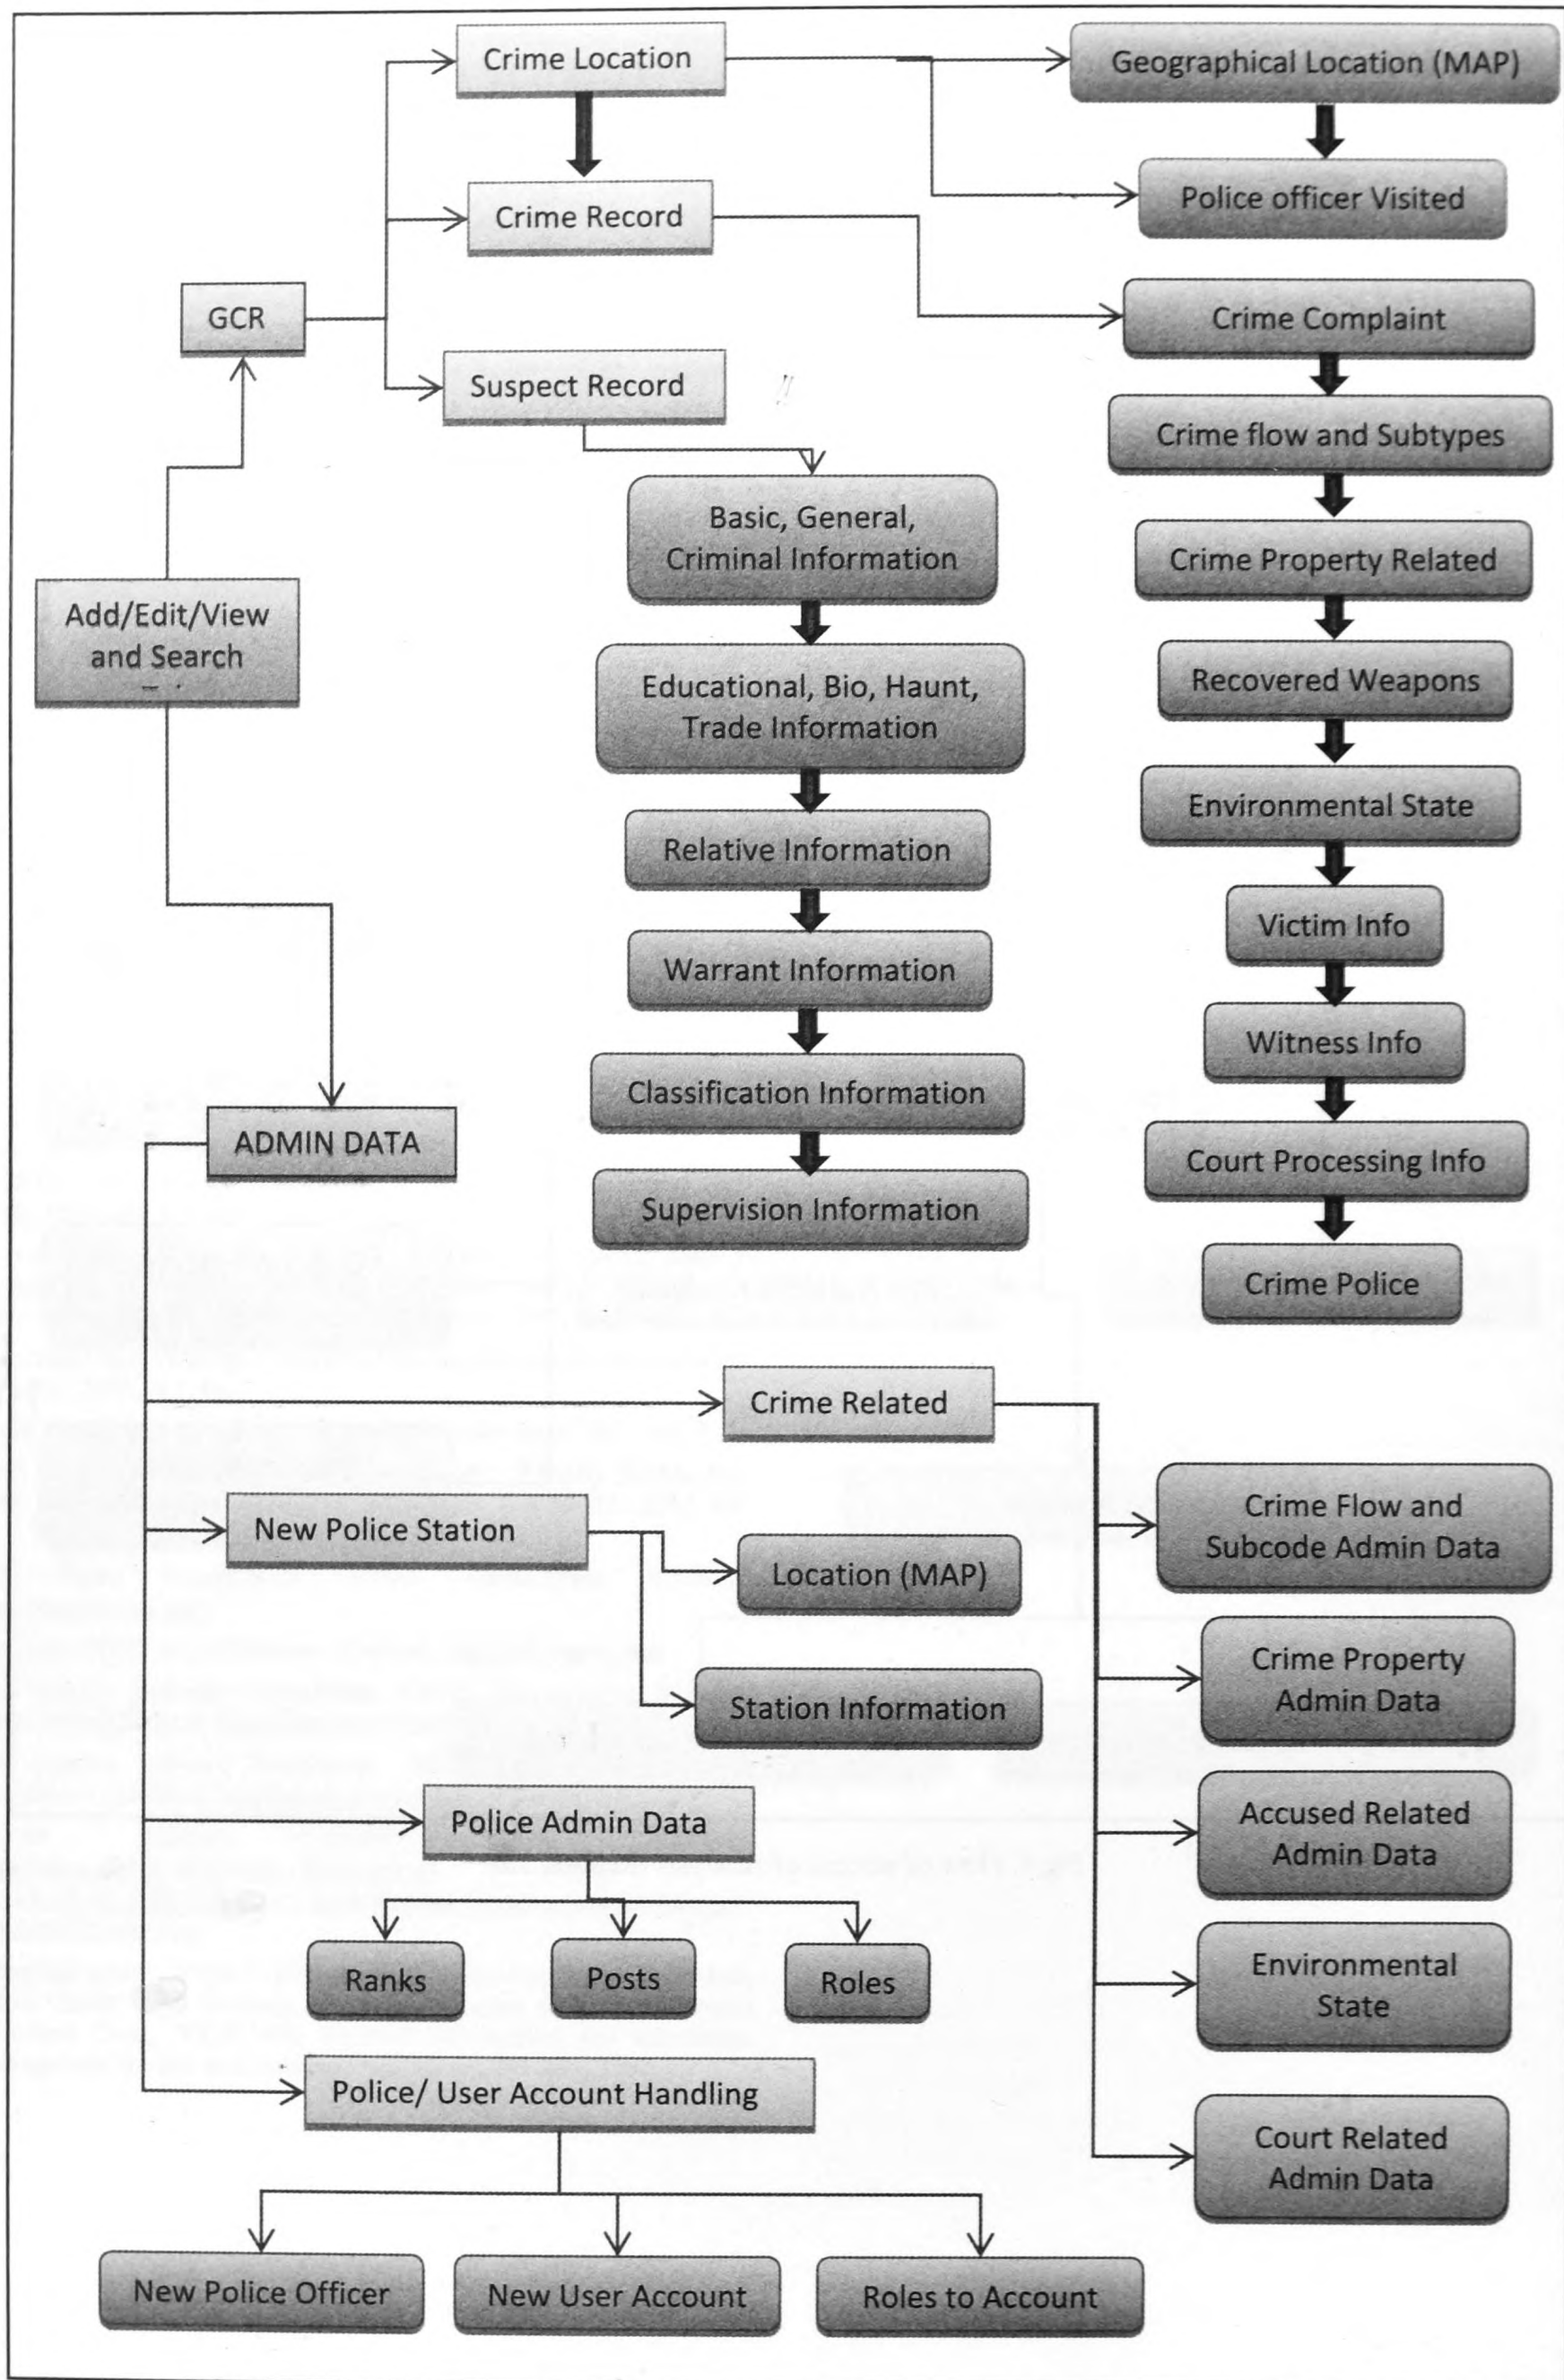 Crime Location
Geographical Location (MAP)
Police officer Visited
Crime Record
GCR
Crime Complaint
Suspect Record
Crime flow and Subtypes
Basic, General,
Criminal Information
Crime Property Related
Add/Edit/View
and Search
Educational, Bio, Haunt,
Trade Information
Recovered Weapons
Environmental State
Relative Information
Victim Info
Warrant Information
Witness Info
Classification Information
ADMIN DATA
Court Processing Info
Supervision Information
Crime Police
Crime Related
New Police Station
Crime Flow and
Subcode Admin Data
Location (MAP)
Crime Property
Admin Data
Station Information
Police Admin Data
Accused Related
Admin Data
Ranks
Posts
Roles
Environmental
State
Police/ User Account Handling
Court Related
Admin Data
New Police Officer
New User Account
Roles to Account